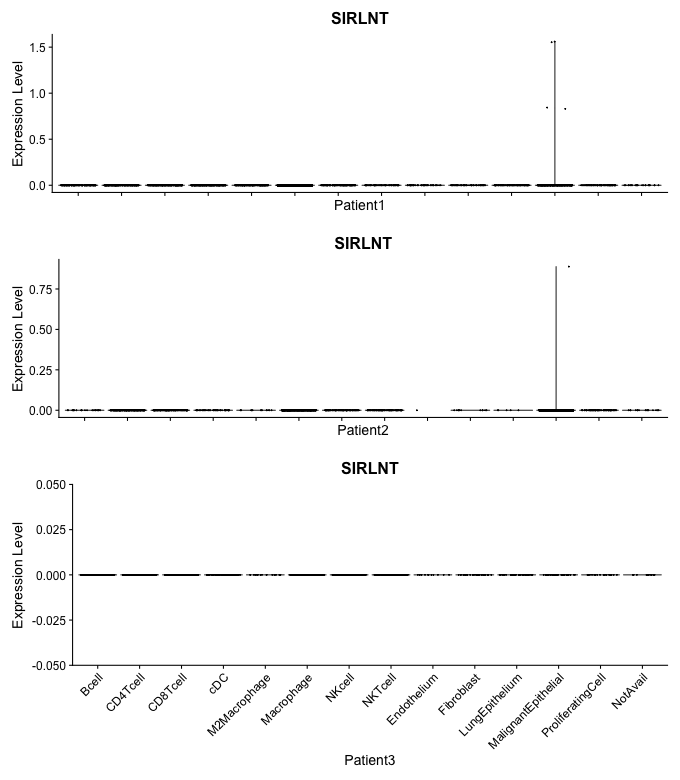 SIRLNT
Expression Level
1.5
1.0
0.5
0.0
Patient1
SIRLNT
Expression Level
0.75
0.50
0.25
0.00
Patient2
SIRLNT
Expression Level
0.050
0.025
0.000
-0.025
-0.050
Bcell
CD4Tcell
CD8Tcell
cDC
M2Macrophage
Macrophage
NKcell
NKTcell
Endothelium
Fibroblast
LungEpithelium
MalignantEpithelial
ProliferatingCell
NotAvail
Patient3